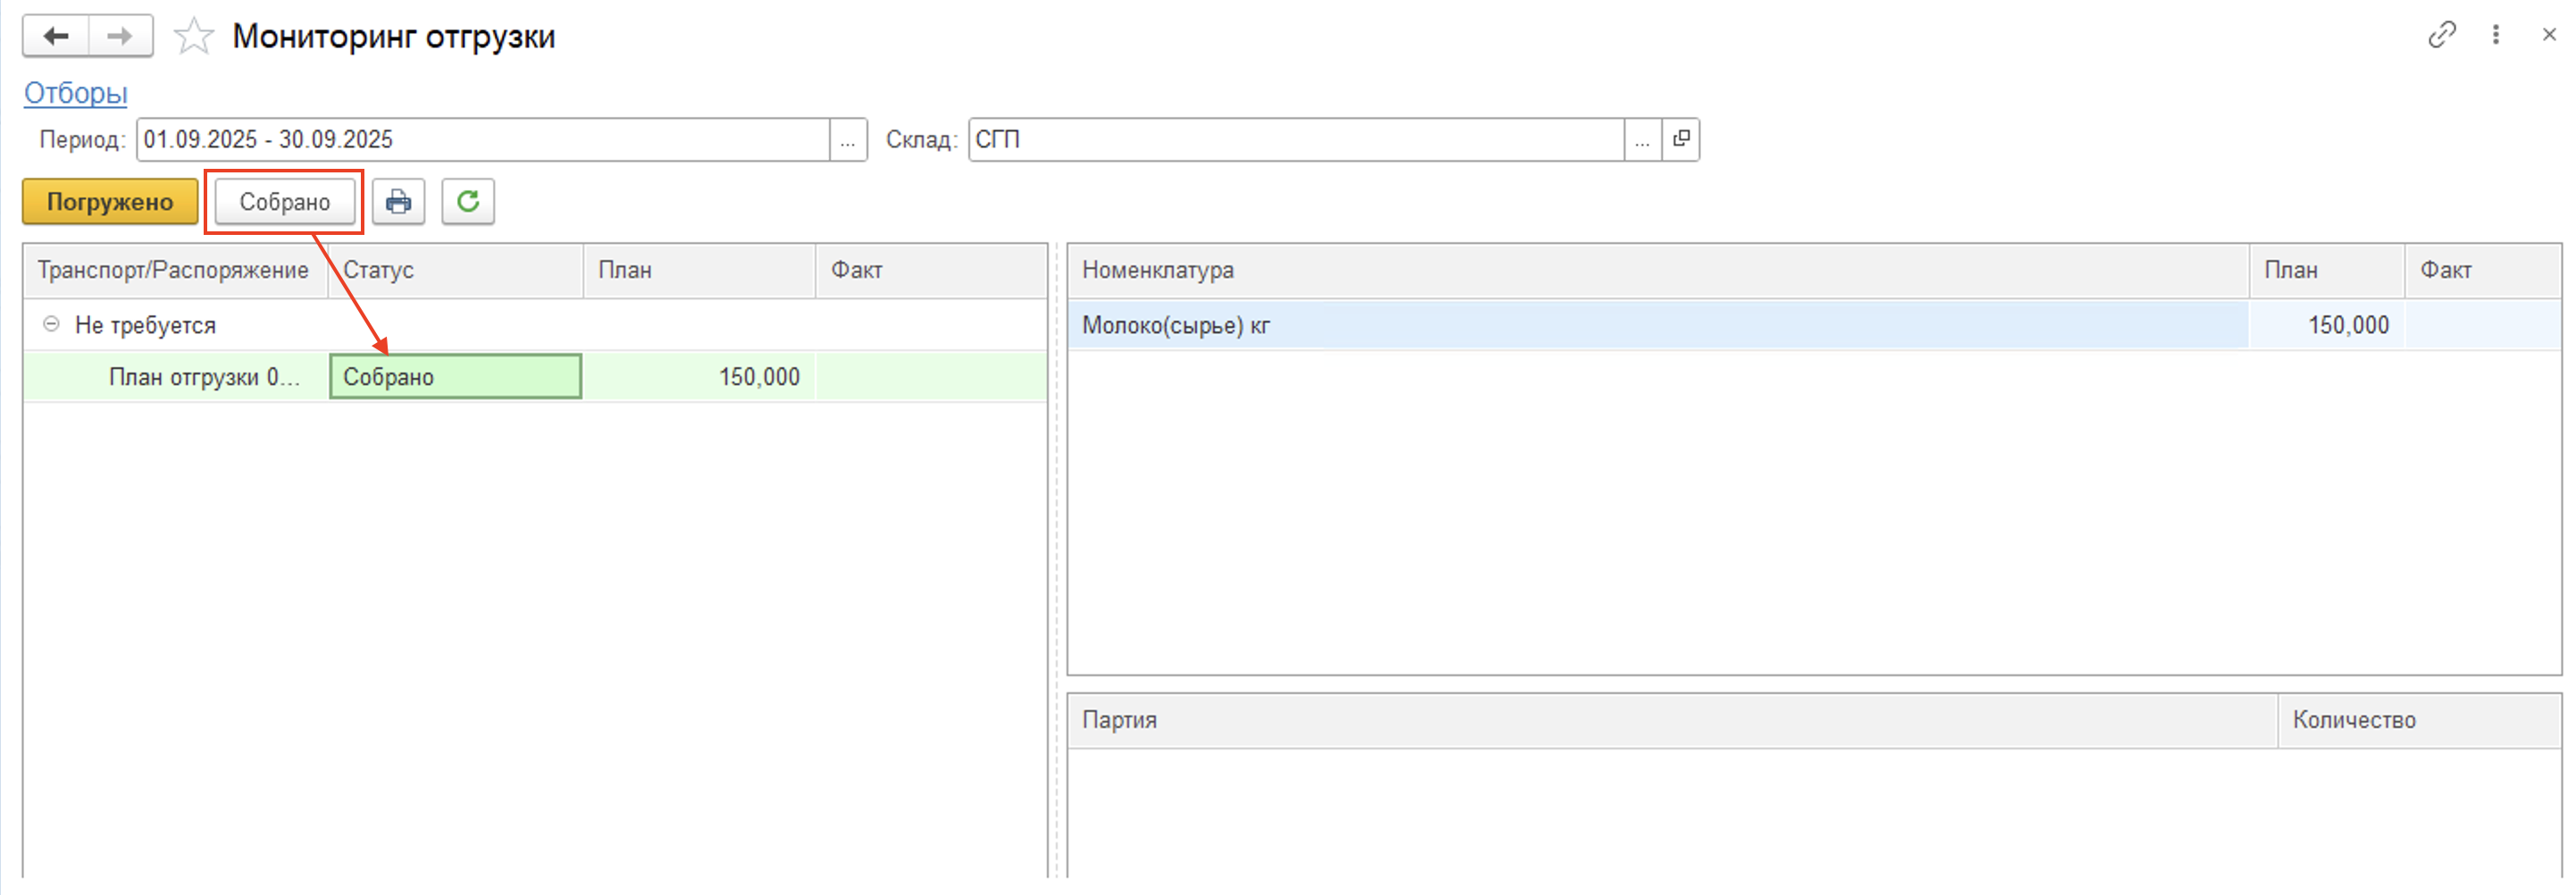 Мониторинг отгрузки
Отборы
Период: 01.09.2025 - 30.09.2025 ... Склад: СГП ...
Погружено Собрано
Транспорт/Распоряжение Статус План Факт
Не требуется
План отгрузки 0... Собрано 150,000
Номенклатура План Факт
Молоко(сырье) кг 150,000
Партия Количество